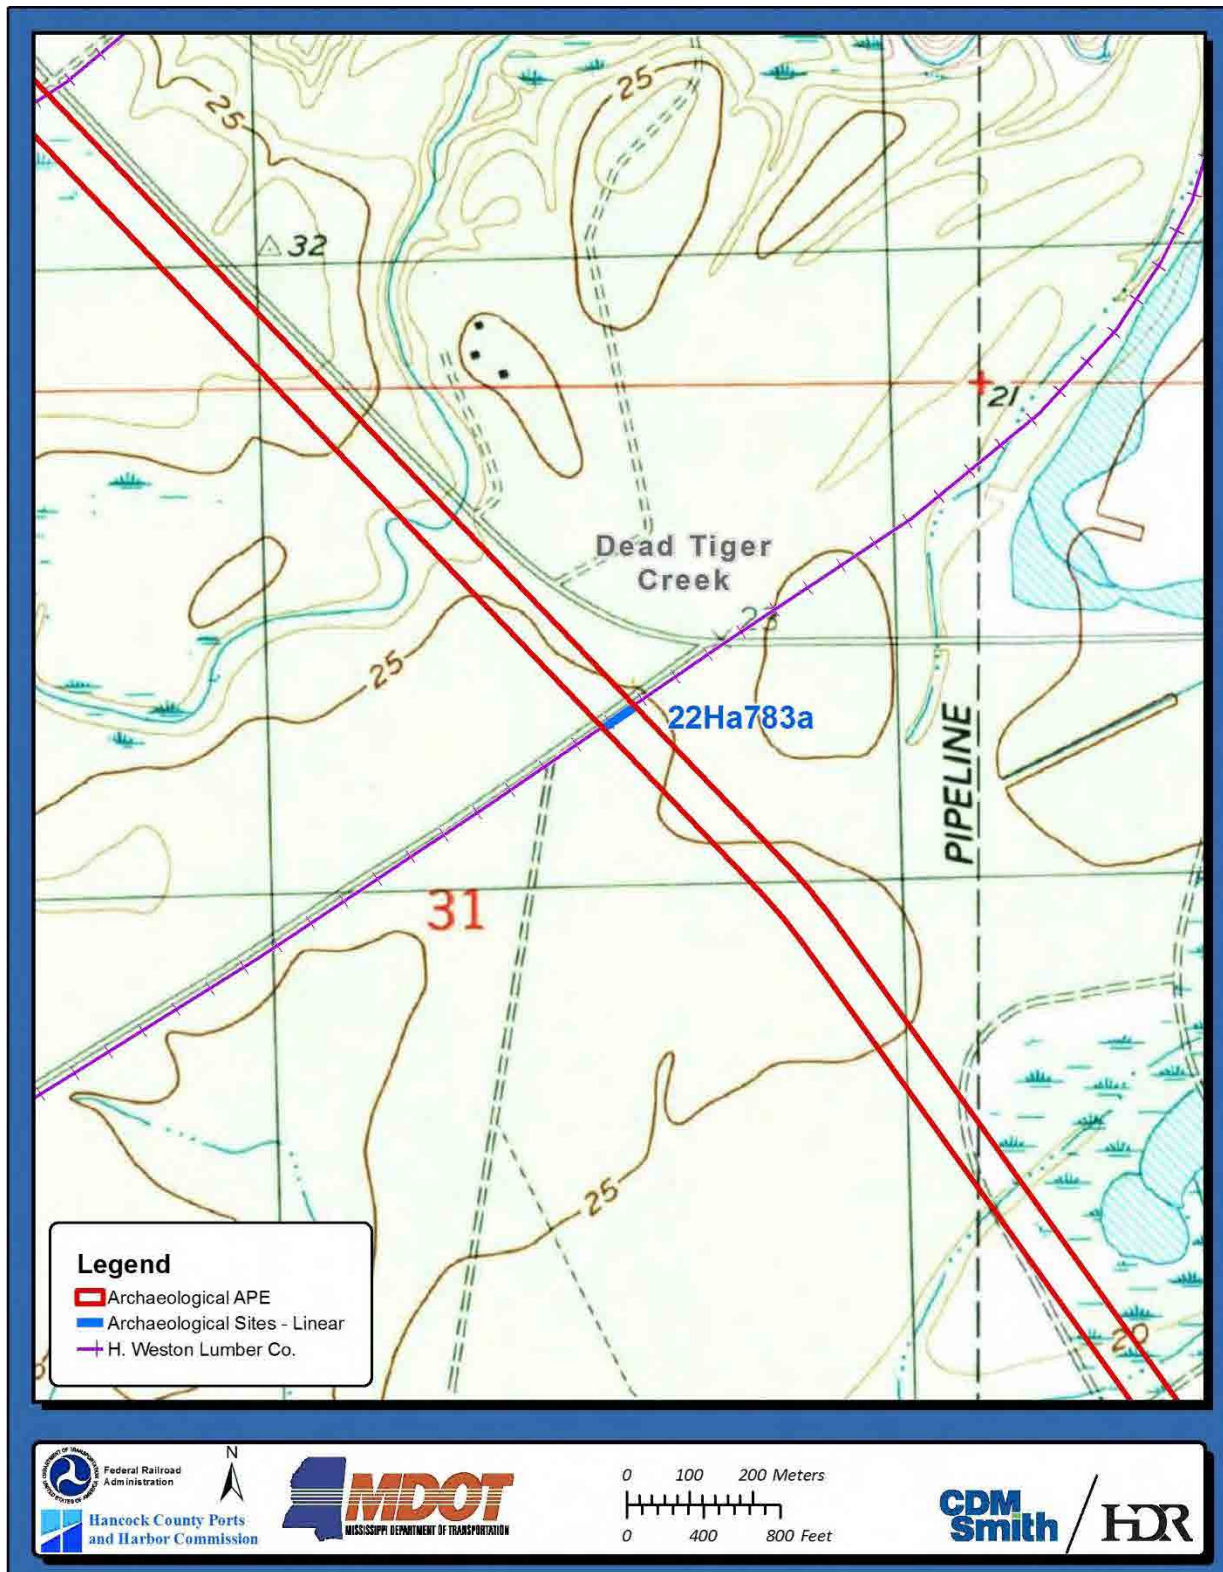 25
25
32
21
Dead Tiger
Creek
23
25
22Ha783a
PIPELINE
31
25
20
Legend
Archaeological APE
Archaeological Sites - Linear
H. Weston Lumber Co.
Federal Railroad
Administration
Hancock County Ports
and Harbor Commission
N
MDOT
MISSISSIPPI DEPARTMENT OF TRANSPORTATION
0 100 200 Meters
0 400 800 Feet
CDM
Smith
HDR